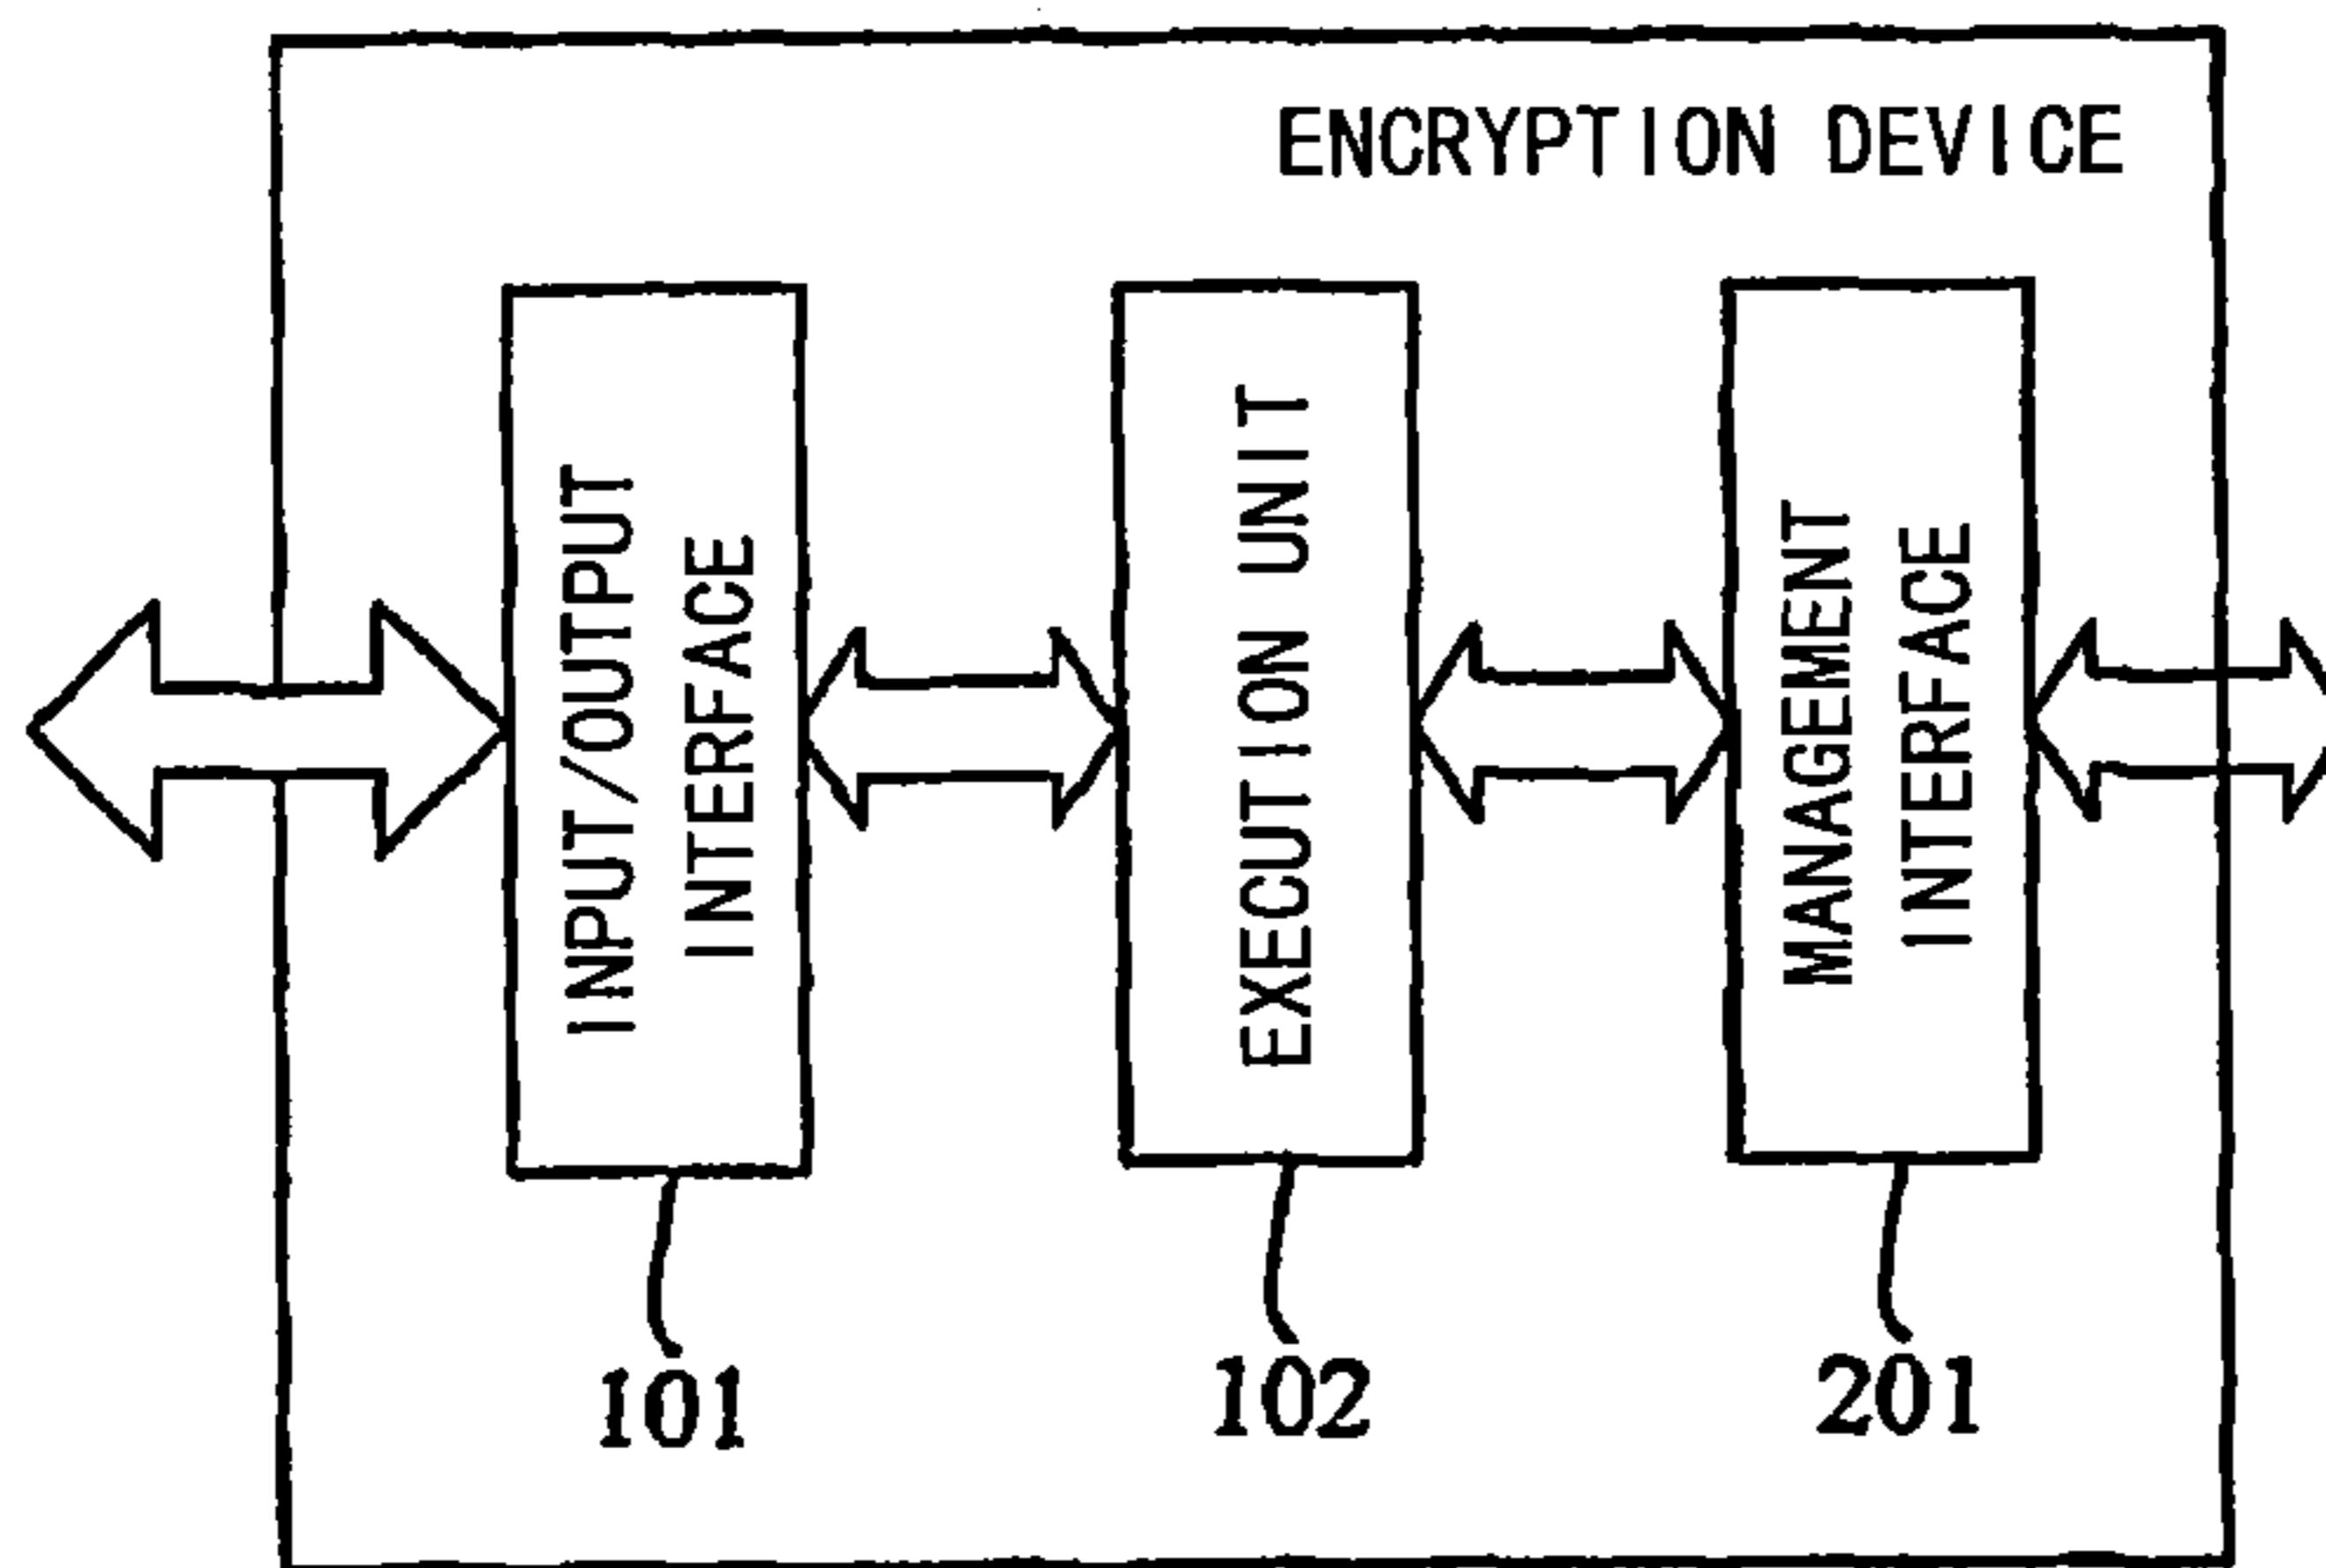 ENCRYPTION DEVICE
INPUT/OUTPUT
INTERFACE
EXECUTION UNIT
MANAGEMENT
INTERFACE
101
102
201